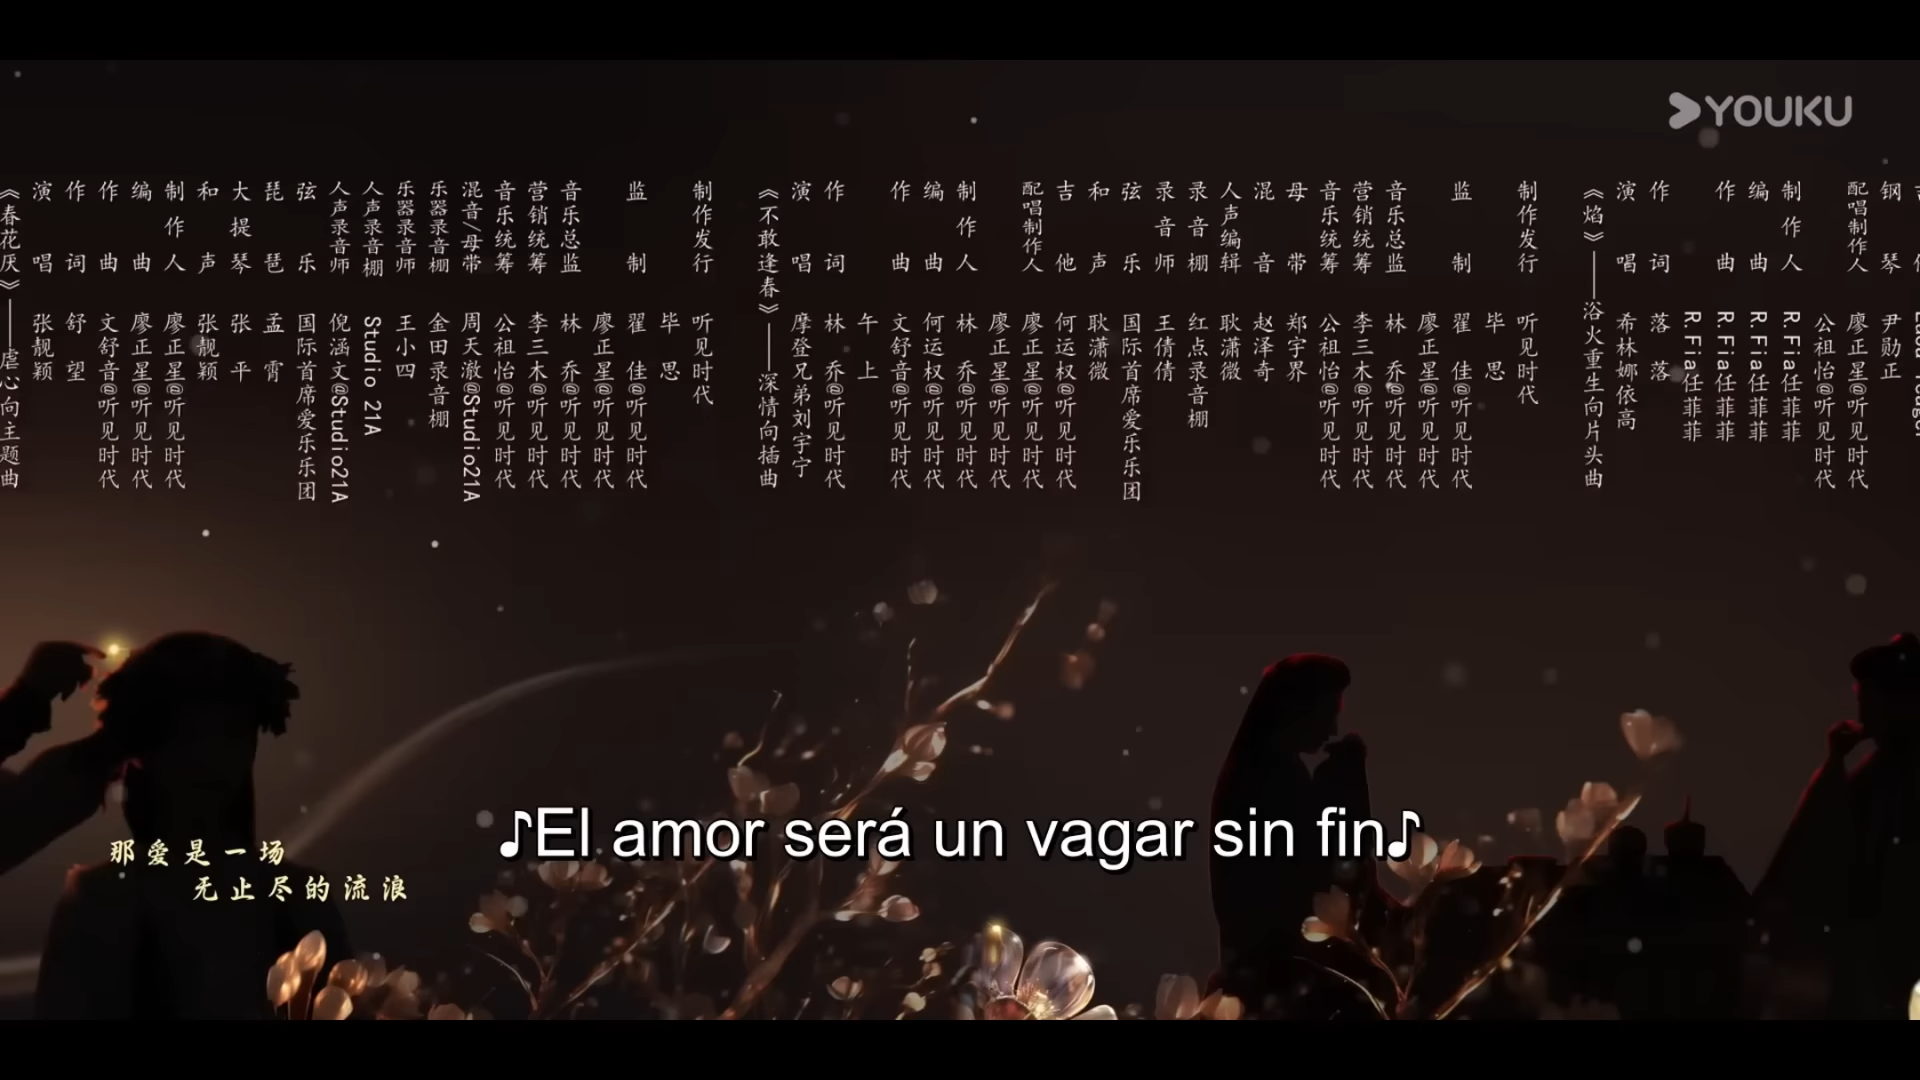 YOUKU
《春花厌》——虐心向主题曲
演唱 张靓颖
作词 舒望
作曲 文舒音@听见时代
编曲 廖正星@听见时代
制作人 廖正星@听见时代
和声 张靓颖
大提琴 张平
琵琶 孟霄
弦乐 国际首席爱乐乐团
人声录音师 倪涵文@Studio21A
人声录音棚 Studio 21A
乐器录音师 王小四
乐器录音棚 金田录音棚
混音/母带 周天澈@Studio21A
音乐统筹 公祖怡@听见时代
营销统筹 李三木@听见时代
音乐总监 林乔@听见时代
廖正星@听见时代
监制 翟佳@听见时代
毕思
制作发行 听见时代
《不敢逢春》——深情向插曲
演唱 摩登兄弟刘宇宁
作词 林乔@听见时代
午上
作曲 文舒音@听见时代
编曲 何运权@听见时代
制作人 林乔@听见时代
廖正星@听见时代
配唱制作人 廖正星@听见时代
吉他 何运权@听见时代
和声 耿潇微
弦乐 国际首席爱乐乐团
录音师 王倩倩
录音棚 红点录音棚
人声编辑 耿潇微
混音 赵泽奇
母带 郑宇界
音乐统筹 公祖怡@听见时代
营销统筹 李三木@听见时代
音乐总监 林乔@听见时代
廖正星@听见时代
监制 翟佳@听见时代
毕思
制作发行 听见时代
《焰》——浴火重生向片头曲
演唱 希林娜依高
作词 落落
R.Fia任菲菲
作曲 R.Fia任菲菲
编曲 R.Fia任菲菲
制作人 R.Fia任菲菲
公祖怡@听见时代
配唱制作人 廖正星@听见时代
钢琴 尹勋正
♪El amor será un vagar sin fin♪
那爱是一场
无止尽的流浪